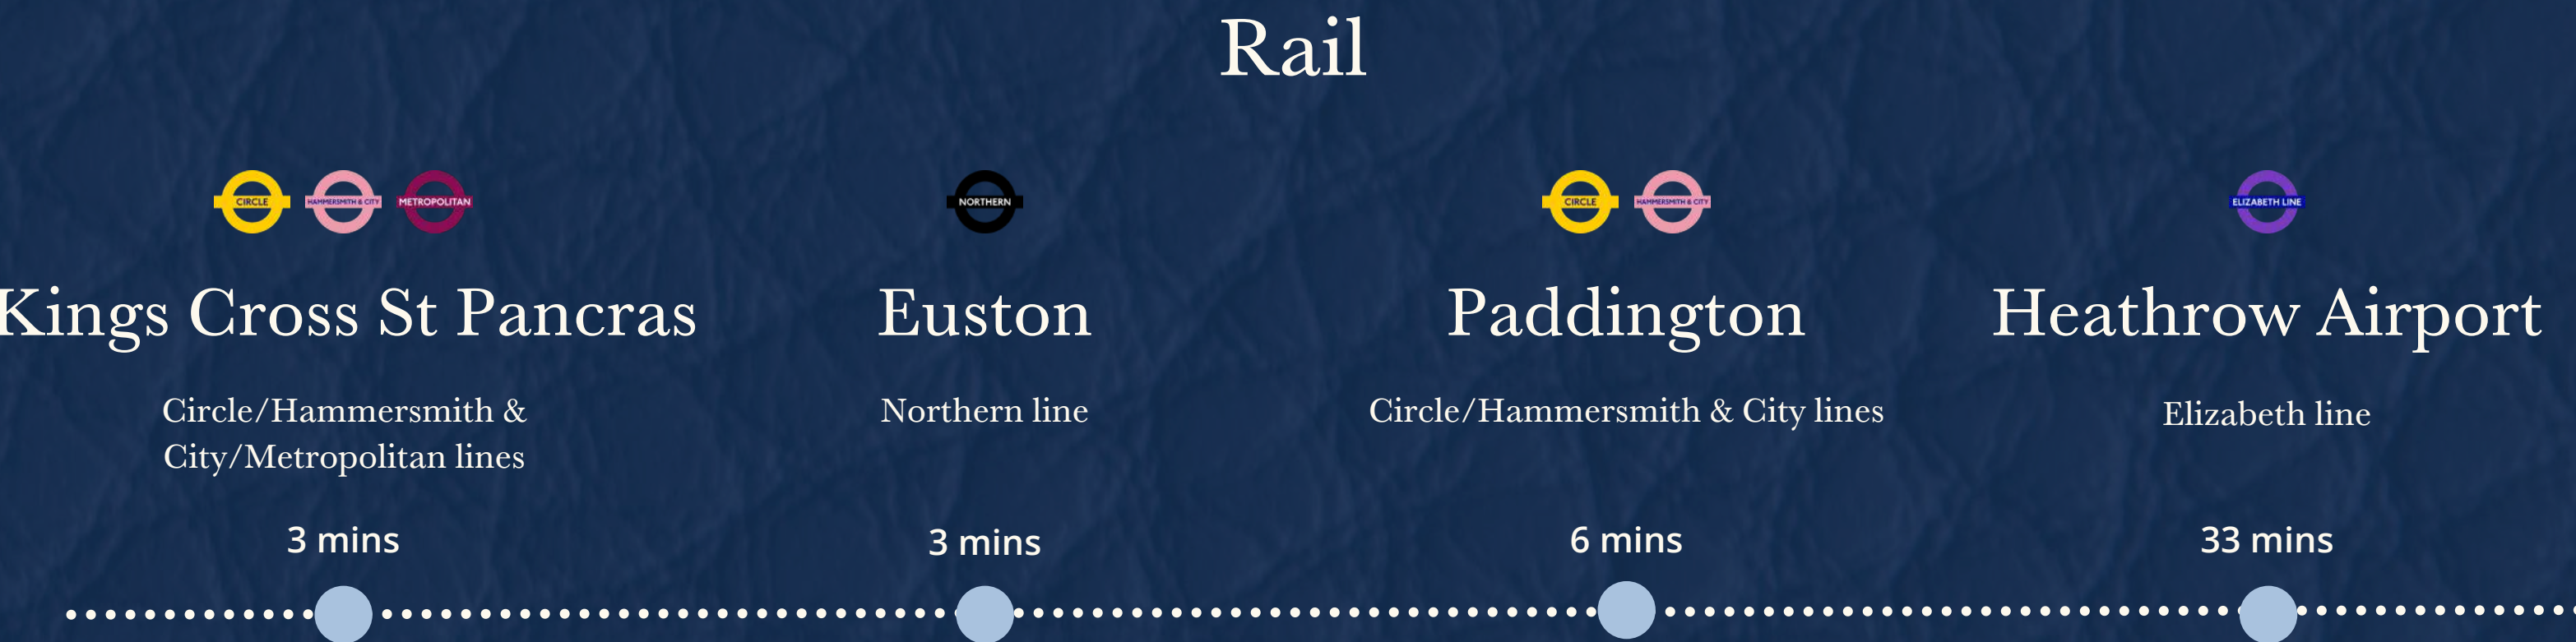 Rail
CIRCLE
HAMMERSMITH & CITY
METROPOLITAN
Kings Cross St Pancras
Circle/Hammersmith &
City/Metropolitan lines
3 mins
NORTHERN
Euston
Northern line
3 mins
CIRCLE
HAMMERSMITH & CITY
Paddington
Circle/Hammersmith & City lines
6 mins
ELIZABETH LINE
Heathrow Airport
Elizabeth line
33 mins